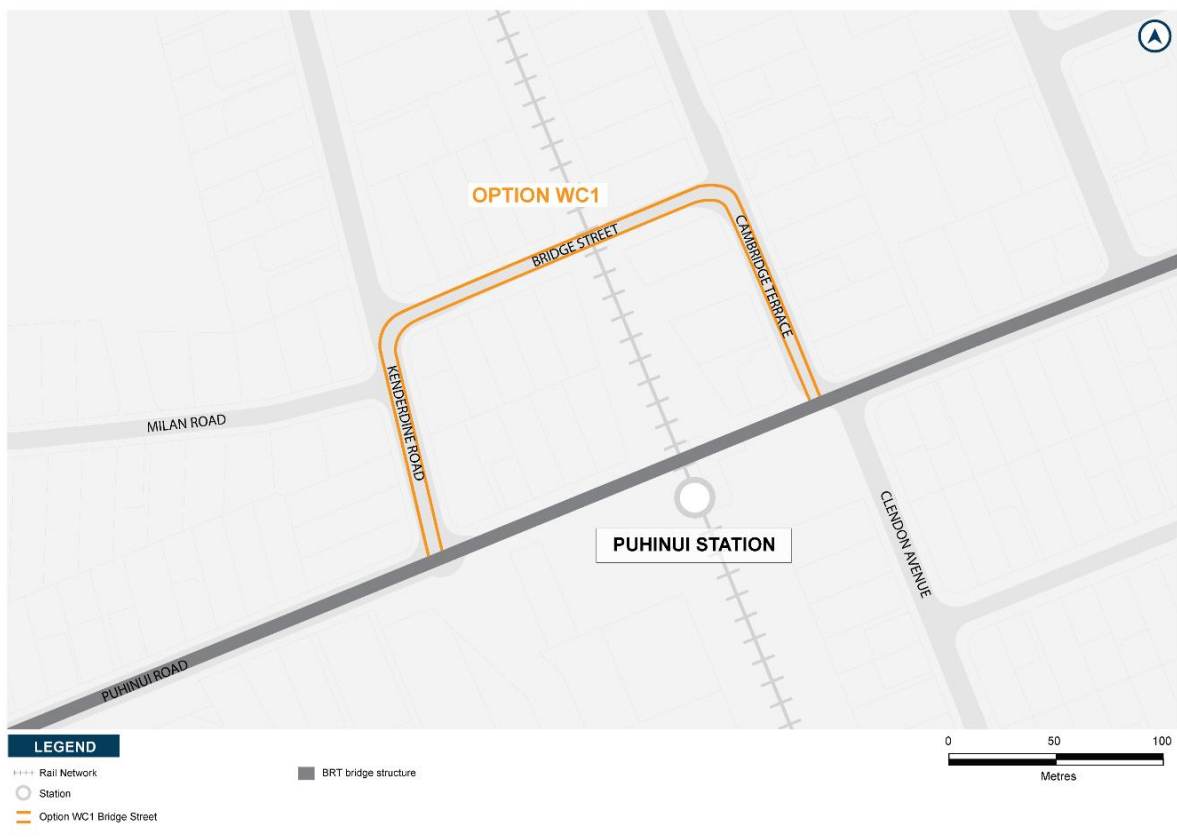 OPTION WC1
BRIDGE STREET
CAMBRIDGE TERRACE
KENDERDINE ROAD
MILAN ROAD
CLENDON AVENUE
PUHINUI STATION
PUHINUI ROAD
LEGEND
Rail Network
Station
Option WC1 Bridge Street
BRT bridge structure
0 50 100
Metres